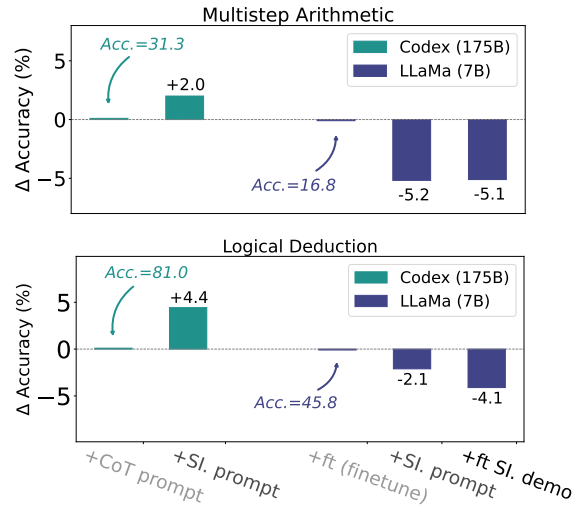 Multistep Arithmetic
Δ Accuracy (%)
5
0
−5
Acc.=31.3
+2.0
Acc.=16.8
-5.2
-5.1
Codex (175B)
LLaMa (7B)
Logical Deduction
Δ Accuracy (%)
5
0
−5
Acc.=81.0
+4.4
Acc.=45.8
-2.1
-4.1
Codex (175B)
LLaMa (7B)
+CoT prompt
+SI. prompt
+ft (finetune)
+SI. prompt
+ft SI. demo